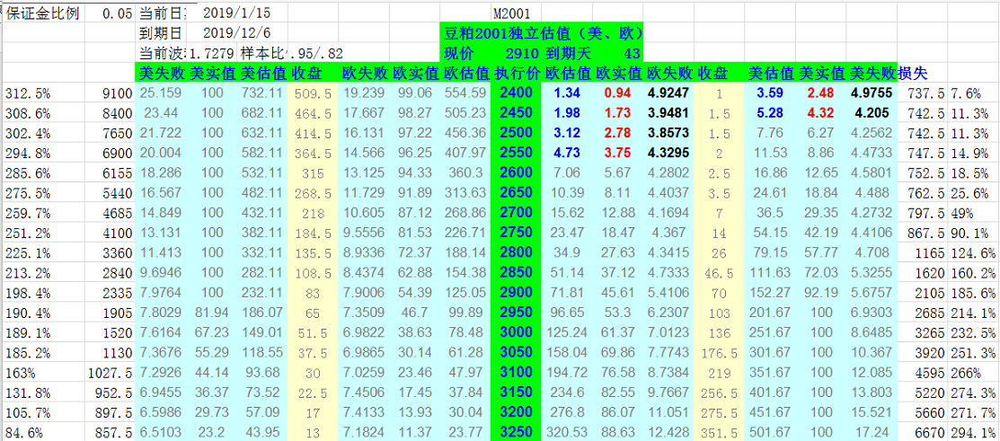 保证金比例 0.05 当前日 2019/1/15 M2001
到期日 2019/12/6 豆粕2001独立估值（美、欧）
当前波 1.7279 样本比 .95/.82 现价 2910 到期天 43
美失败 美实值 美估值 收盘 欧失败 欧实值 欧估值 执行价 欧估值 欧实值 欧失败 收盘 美估值 美实值 美失败 损失
312.5% 9100 25.159 100 732.11 509.5 19.239 99.06 554.59 2400 1.34 0.94 4.9247 1 3.59 2.48 4.9755 737.5 7.6%
308.6% 8400 23.44 100 682.11 464.5 17.667 98.27 505.23 2450 1.98 1.73 3.9481 1.5 5.28 4.32 4.205 742.5 11.3%
302.4% 7650 21.722 100 632.11 414.5 16.131 97.22 456.36 2500 3.12 2.78 3.8573 1.5 7.76 6.27 4.2562 742.5 11.3%
294.8% 6900 20.004 100 582.11 364.5 14.566 96.25 407.97 2550 4.73 3.75 4.3295 2 11.53 8.86 4.4733 747.5 14.9%
285.6% 6155 18.286 100 532.11 315 13.125 94.33 360.3 2600 7.06 5.67 4.2802 2.5 16.86 12.65 4.5801 752.5 18.5%
275.5% 5440 16.567 100 482.11 268.5 11.729 91.89 313.63 2650 10.39 8.11 4.4037 3.5 24.61 18.84 4.488 762.5 25.6%
259.7% 4685 14.849 100 432.11 218 10.605 87.12 268.86 2700 15.62 12.88 4.1694 7 36.5 29.35 4.2732 797.5 49%
251.2% 4100 13.131 100 382.11 184.5 9.5556 81.53 226.71 2750 23.47 18.47 4.367 14 54.15 42.19 4.4106 867.5 90.1%
225.1% 3360 11.413 100 332.11 135.5 8.9336 72.37 188.14 2800 34.9 27.63 4.3415 26 79.15 57.77 4.708 1165 124.6%
213.2% 2840 9.6946 100 282.11 108.5 8.4374 62.88 154.38 2850 51.14 37.12 4.7333 46.5 111.63 72.03 5.3255 1620 160.2%
198.4% 2335 7.9764 100 232.11 83 7.9006 54.39 125.05 2900 71.81 45.61 5.4106 70 152.27 92.19 5.6757 2105 185.6%
190.4% 1905 7.8029 81.94 186.07 65 7.3509 46.7 99.89 2950 96.65 53.3 6.2307 103 201.67 100 6.9303 2685 214.1%
189.1% 1520 7.6164 67.23 149.01 51.5 6.9822 38.63 78.48 3000 125.24 61.37 7.0123 136 251.67 100 8.6485 3265 232.5%
185.2% 1130 7.3676 55.29 118.55 37.5 6.9865 30.14 61.28 3050 158.04 69.86 7.7743 176.5 301.67 100 10.367 3920 251.3%
163% 1027.5 7.2926 44.14 93.68 30 7.0259 23.46 47.97 3100 194.72 76.58 8.7384 219 351.67 100 12.085 4595 266%
131.8% 952.5 6.9455 36.37 73.52 22.5 7.4506 17.45 37.84 3150 234.6 82.55 9.7667 256.5 401.67 100 13.803 5220 274.3%
105.7% 897.5 6.5986 29.73 57.09 17 7.4133 13.93 30.04 3200 276.8 86.07 11.051 275.5 451.67 100 15.521 5660 271.7%
84.6% 857.5 6.5103 23.2 43.95 13 7.1824 11.37 23.77 3250 320.53 88.63 12.428 351.5 501.67 100 17.24 6670 294.1%